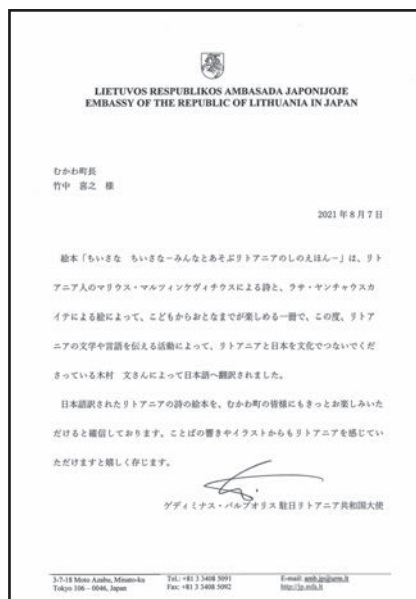 LIETUVOS RESPUBLIKOS AMBASADA JAPONIJOJE
EMBASSY OF THE REPUBLIC OF LITHUANIA IN JAPAN
むかわ町長
竹中 喜之 様
2021年8月7日
絵本「ちいさな ちいさな－みんなとあそぶリトアニアのしのえほん－」は、リト
アニア人のマリウス・マルツィンケヴィチウスによる詩と、ラサ・ヤンチャウスカ
イテによる絵によって、こどもからおとなまでが楽しめる一冊で、この度、リトア
ニアの文学や言語を伝える活動によって、リトアニアと日本を文化でつないでくだ
さっている木村 文さんによって日本語へ翻訳されました。
日本語訳されたリトアニアの詩の絵本を、むかわ町の皆様にもきっとお楽しみいた
だけると確信しております。ことばの響きやイラストからもリトアニアを感じてい
ただけますと嬉しく存じます。
ゲディミナス・バルブオリス 駐日リトアニア共和国大使
3-7-18 Moto Azabu, Minato-ku Tel.: +81 3 3408 5091 E-mail: amb.jp@urm.lt
Tokyo 106 – 0046, Japan Fax: +81 3 3408 5092 http://jp.mfa.lt